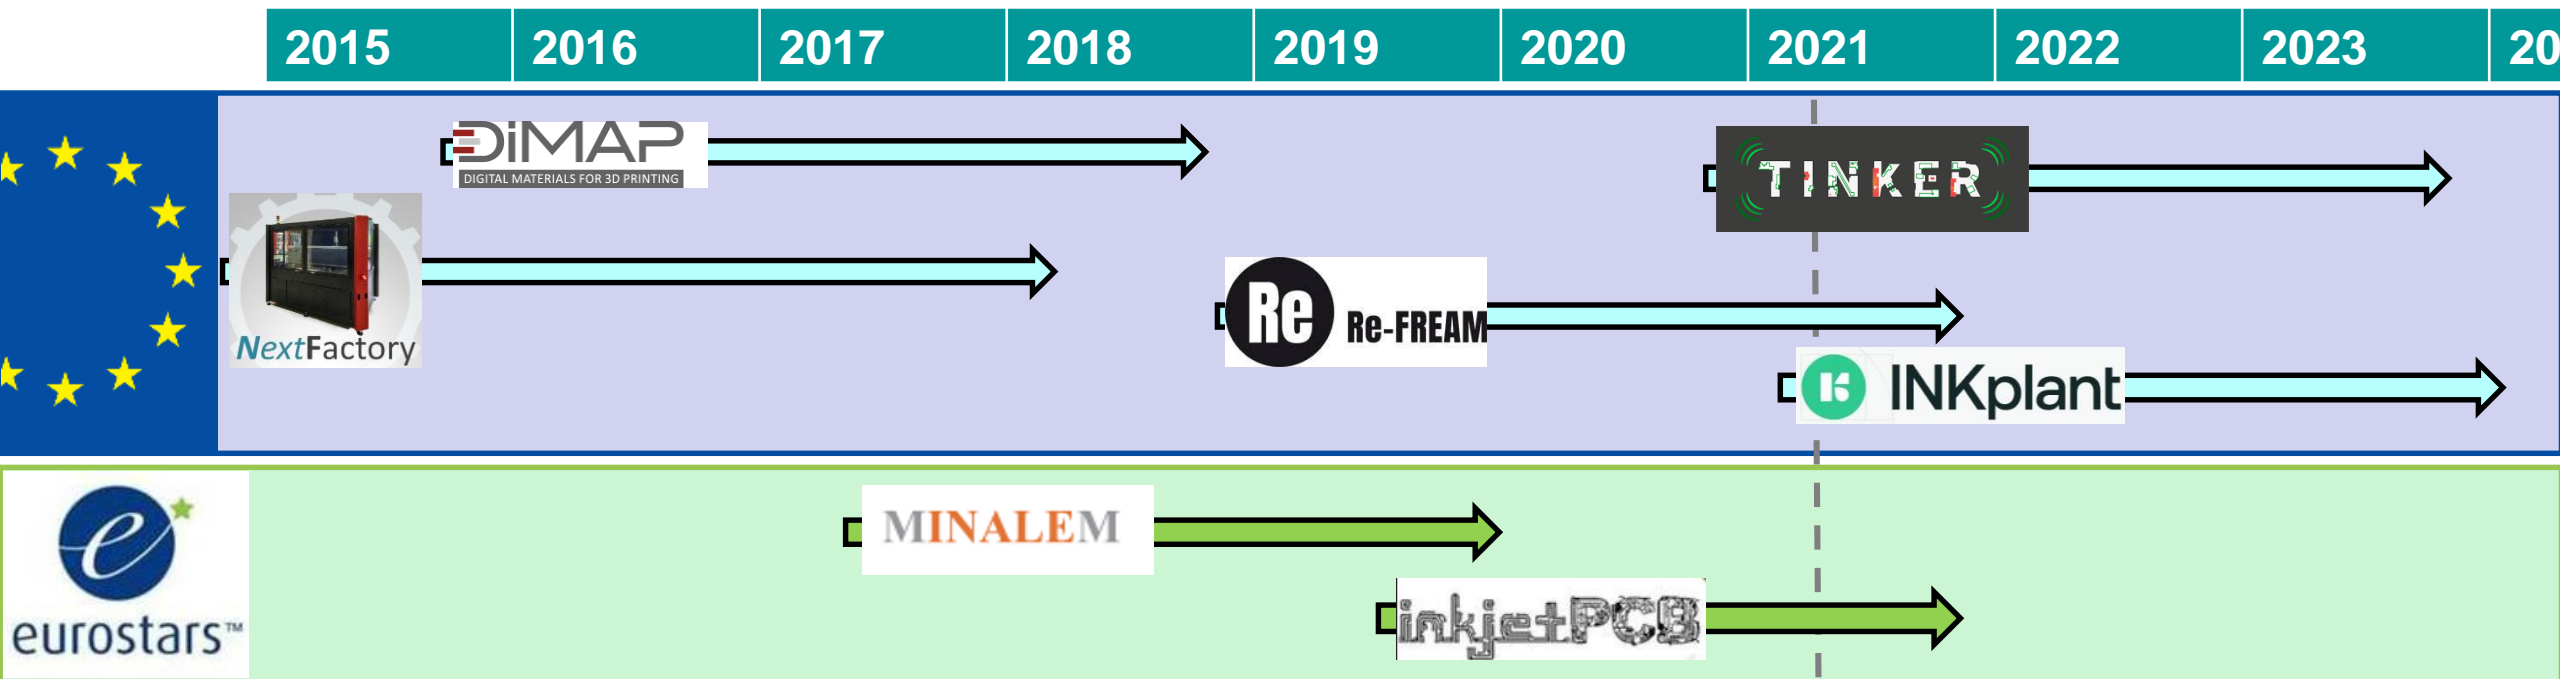 2015 2016 2017 2018 2019 2020 2021 2022 2023 20
DiMAP
DIGITAL MATERIALS FOR 3D PRINTING
TINKER
NextFactory
Re Re-FREAM
INKplant
e
eurostars™
MINALEM
inkjetPCB